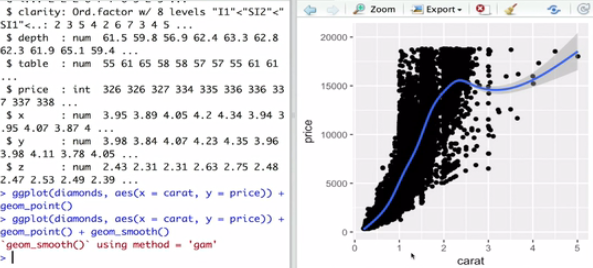 $ clarity: Ord.factor w/ 8 levels "I1"<"SI2"<"
SI1"<..: 2 3 5 4 2 6 7 3 4 5 ...
$ depth : num 61.5 59.8 56.9 62.4 63.3 62.8
62.3 61.9 65.1 59.4 ...
$ table : num 55 61 65 58 58 57 57 55 61 61
...
$ price : int 326 326 327 334 335 336 336 33
7 337 338 ...
$ x : num 3.95 3.89 4.05 4.2 4.34 3.94 3
.95 4.07 3.87 4 ...
$ y : num 3.98 3.84 4.07 4.23 4.35 3.96
3.98 4.11 3.78 4.05 ...
$ z : num 2.43 2.31 2.31 2.63 2.75 2.48
2.47 2.53 2.49 2.39 ...
> ggplot(diamonds, aes(x = carat, y = price)) +
geom_point()
> ggplot(diamonds, aes(x = carat, y = price)) +
geom_point() + geom_smooth()
`geom_smooth()` using method = 'gam'
>
Zoom Export
20000
15000
10000
5000
0
price
0 1 2 3 4 5
carat